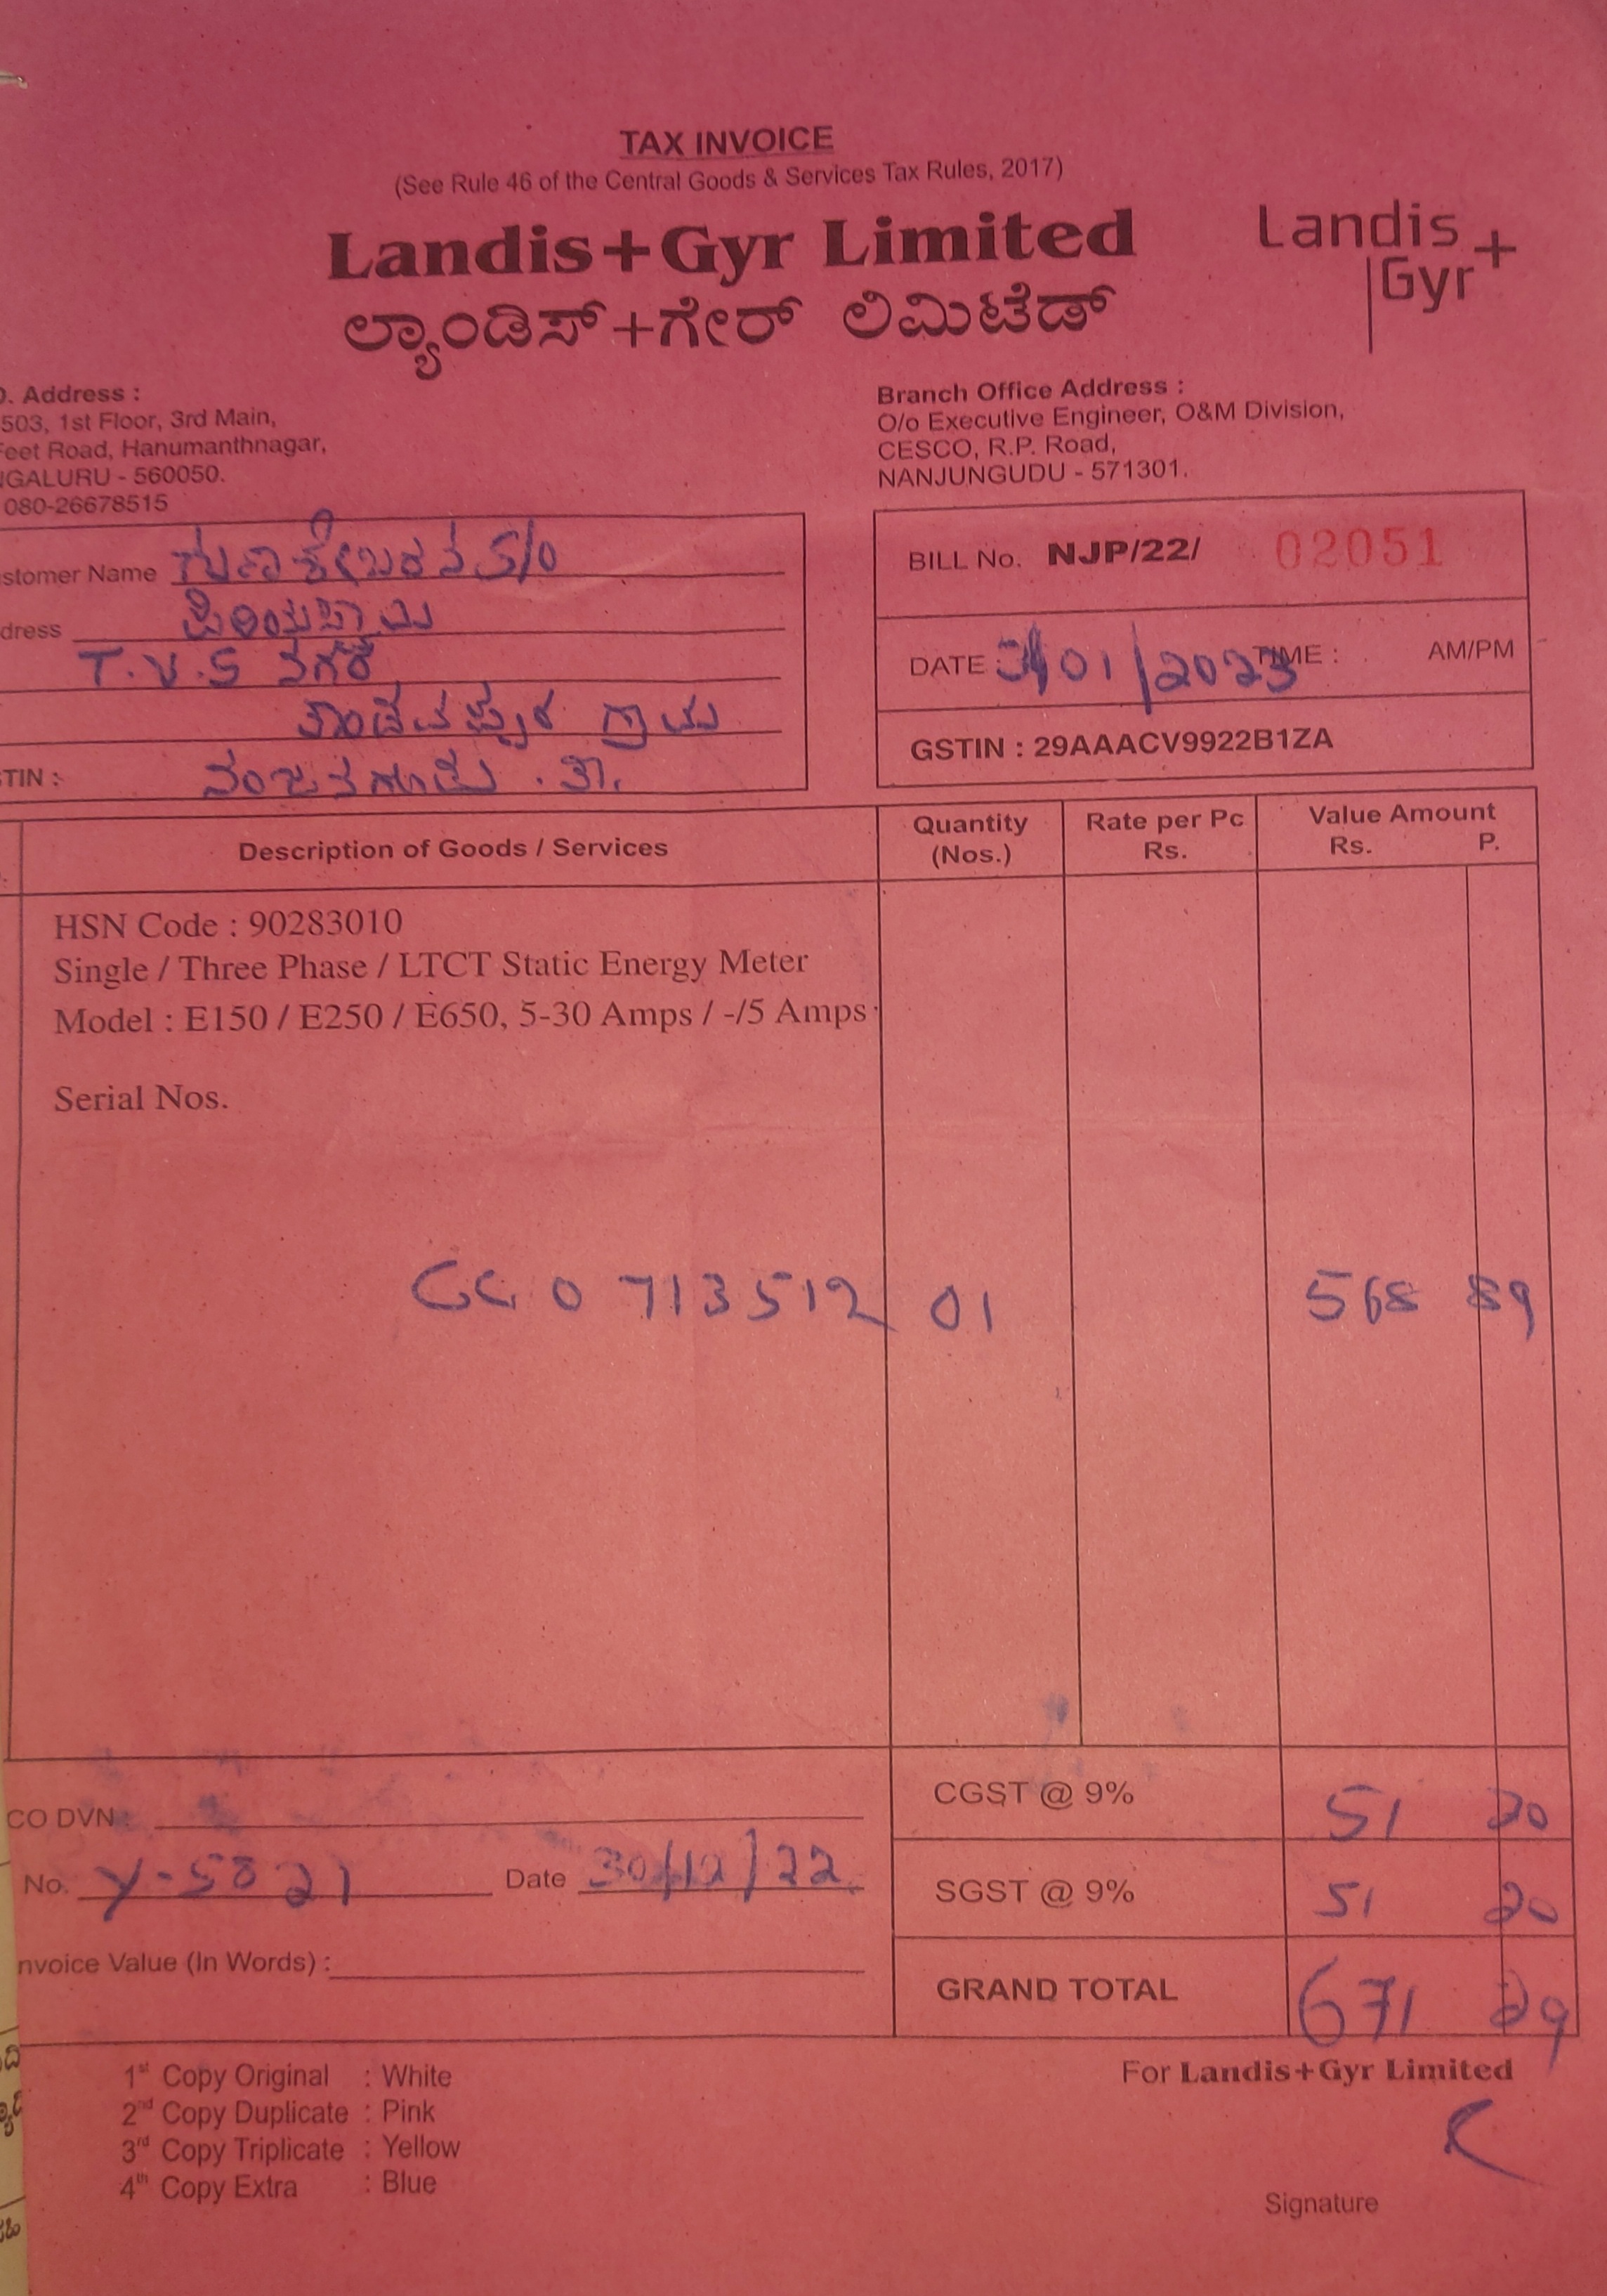 TAX INVOICE
(See Rule 46 of the Central Goods & Services Tax Rules, 2017)
Landis+Gyr Limited
Landis
Gyr+
ಲ್ಯಾಂಡಿಸ್+ಗೇರ್ ಲಿಮಿಟೆಡ್
. Address :
503, 1st Floor, 3rd Main,
Feet Road, Hanumanthnagar,
NGALURU - 560050.
080-26678515
Branch Office Address :
O/o Executive Engineer, O&M Division,
CESCO, R.P. Road,
NANJUNGUDU - 571301.
stomer Name S/o
dress
T.V.S ನಗರ
ತಾಂಡವಪುರ ಗ್ರಾಮ
TIN : ನಂಜನಗೂಡು . ತಾ.
BILL No. NJP/22/ 02051
DATE /01/2023 TIME : AM/PM
GSTIN : 29AAACV9922B1ZA
Description of Goods / Services Quantity (Nos.) Rate per Pc Rs. Value Amount Rs. P.
HSN Code : 90283010
Single / Three Phase / LTCT Static Energy Meter
Model : E150 / E250 / E650, 5-30 Amps / -/5 Amps
Serial Nos.
0713512 01 568 89
CO DVN :
No. Y-5821 Date 30/12/22
nvoice Value (In Words) :
CGST @ 9% 51 20
SGST @ 9% 51 20
GRAND TOTAL 671 29
1st Copy Original : White
2nd Copy Duplicate : Pink
3rd Copy Triplicate : Yellow
4th Copy Extra : Blue
For Landis+Gyr Limited
Signature